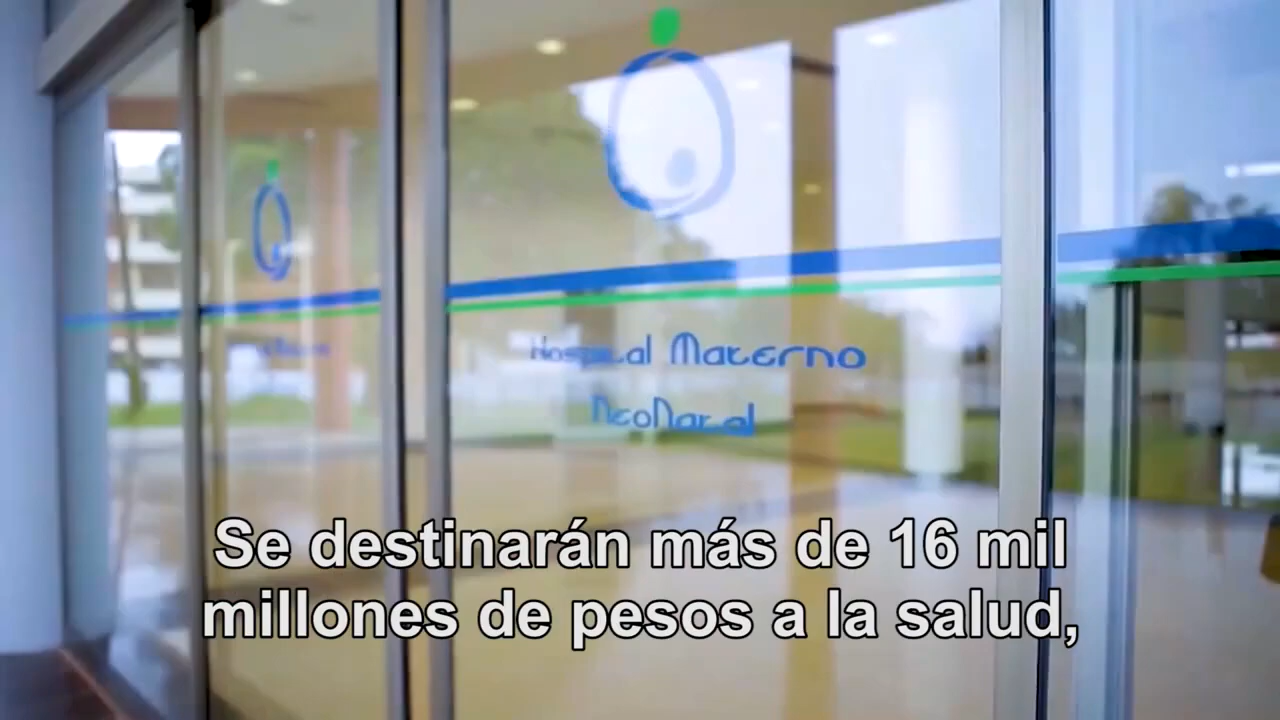 Hospital Materno
NeoNatal
Se destinarán más de 16 mil
millones de pesos a la salud,